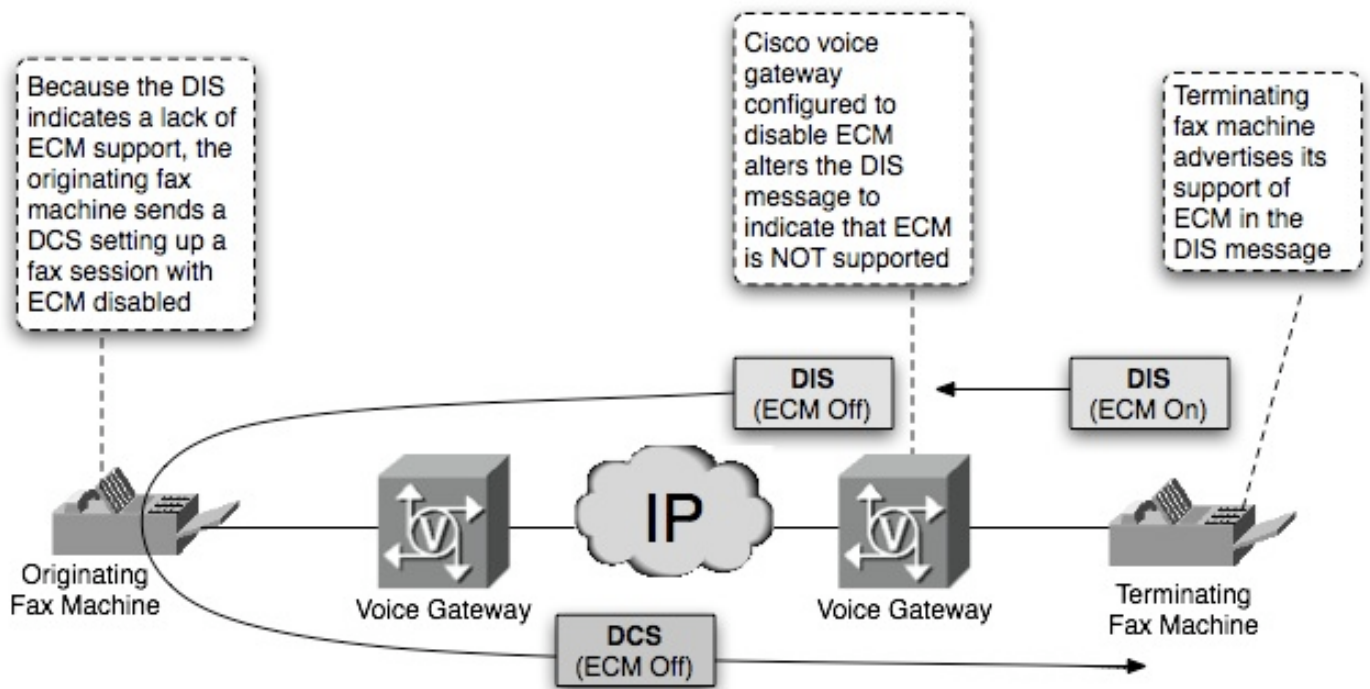 Because the DIS
indicates a lack of
ECM support, the
originating fax
machine sends a
DCS setting up a
fax session with
ECM disabled
Cisco voice
gateway
configured to
disable ECM
alters the DIS
message to
indicate that ECM
is NOT supported
Terminating
fax machine
advertises its
support of
ECM in the
DIS message
DIS
(ECM Off)
DIS
(ECM On)
V
IP
V
Originating
Fax Machine
Voice Gateway
Voice Gateway
Terminating
Fax Machine
DCS
(ECM Off)